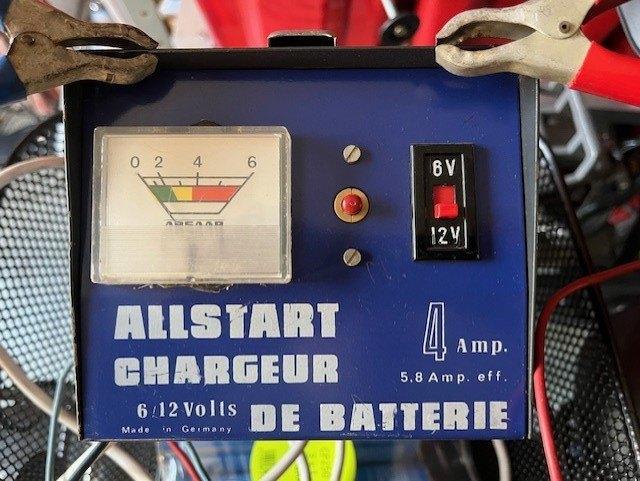 0 2 4 6
6V
12V
ALLSTART
CHARGEUR
4 Amp.
5.8 Amp. eff.
6/12 Volts
Made in Germany
DE BATTERIE